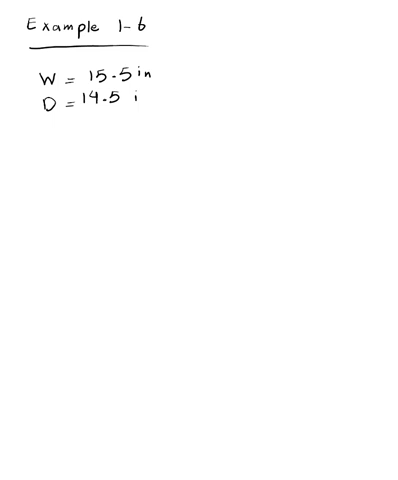 Example 1-6
W = 15.5 in
D = 14.5 i